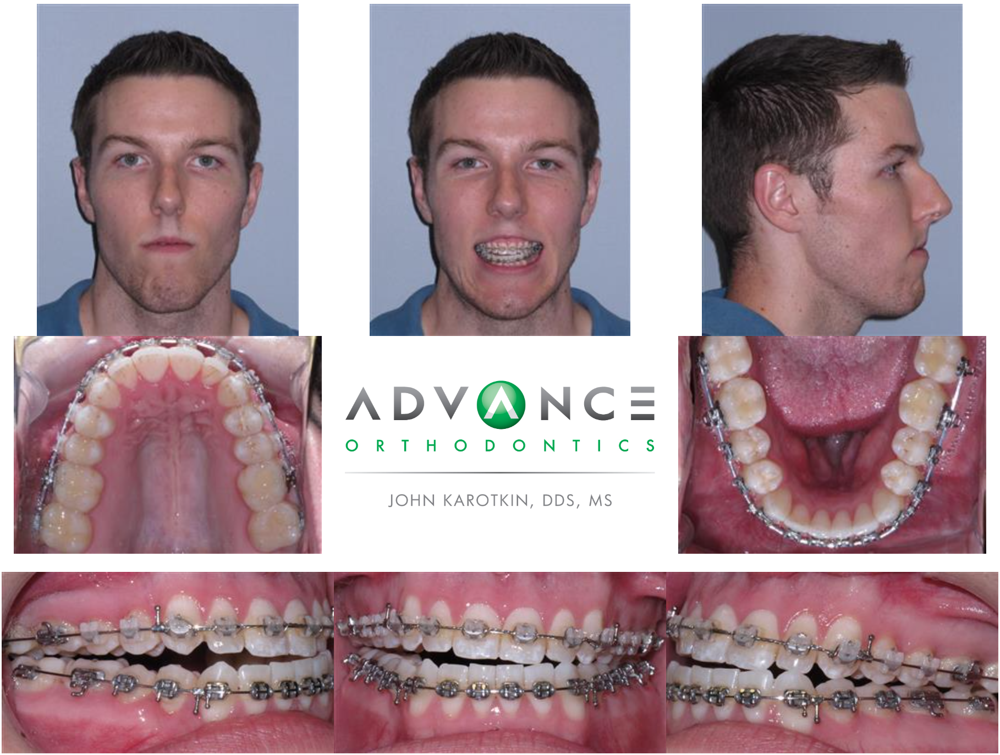 ADVANCE
ORTHODONTICS
JOHN KAROTKIN, DDS, MS